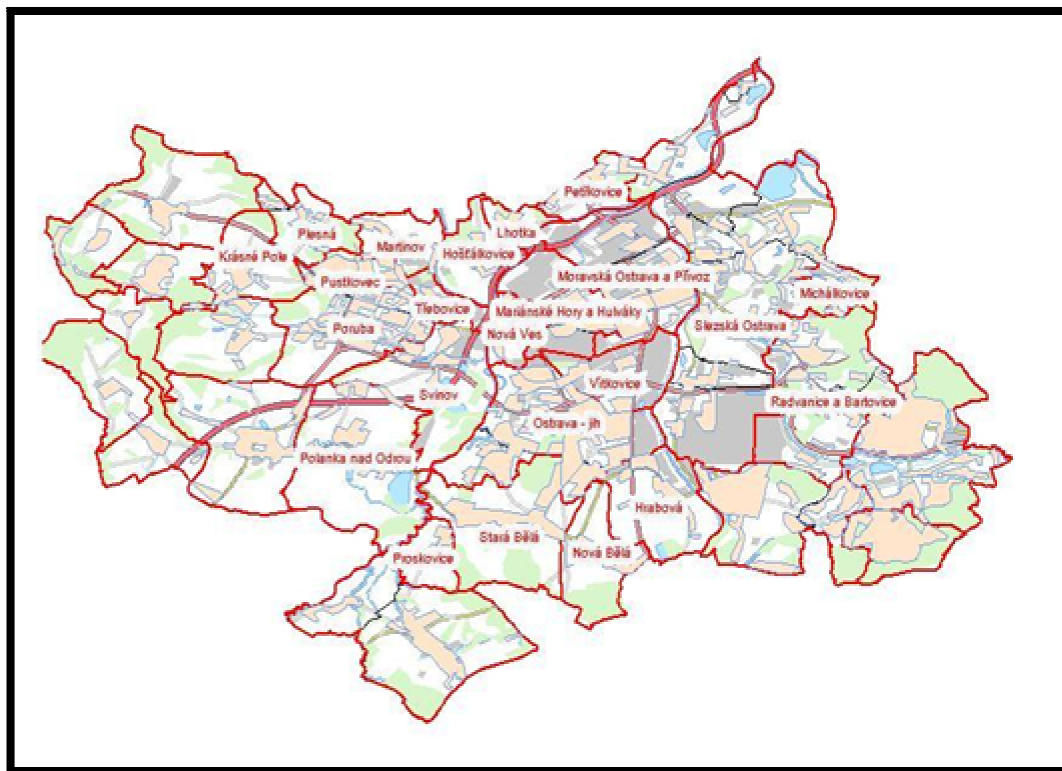 Petřkovice
Lhotka
Plesná
Martinov
Hošťálkovice
Krásné Pole
Moravská Ostrava a Přívoz
Pustkovec
Michálkovice
Třebovice
Mariánské Hory a Hulváky
Poruba
Nová Ves
Slezská Ostrava
Vítkovice
Svinov
Radvanice a Bartovice
Ostrava - jih
Polanka nad Odrou
Hrabová
Stará Bělá
Nová Bělá
Proskovice